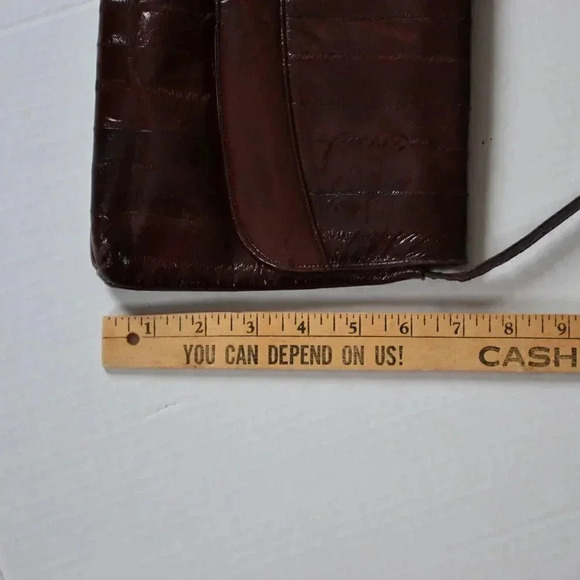 1 2 3 4 5 6 7 8 9
YOU CAN DEPEND ON US! CASH